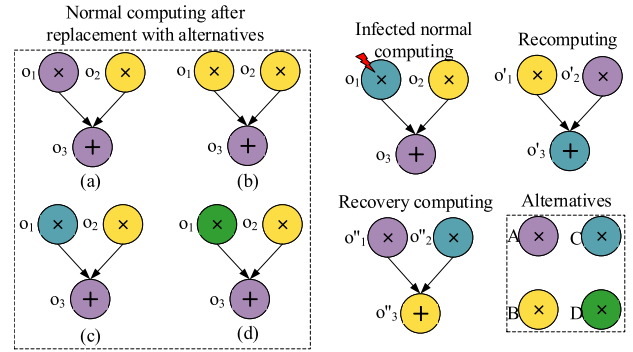 Normal computing after
replacement with alternatives
o1 × o2 ×
o3 +
(a)
o1 × o2 ×
o3 +
(b)
o1 × o2 ×
o3 +
(c)
o1 × o2 ×
o3 +
(d)
Infected normal
computing
o1 × o2 ×
o3 +
Recomputing
o'1 × o'2 ×
o'3 +
Recovery computing
o''1 × o''2 ×
o''3 +
Alternatives
A × C ×
B × D ×